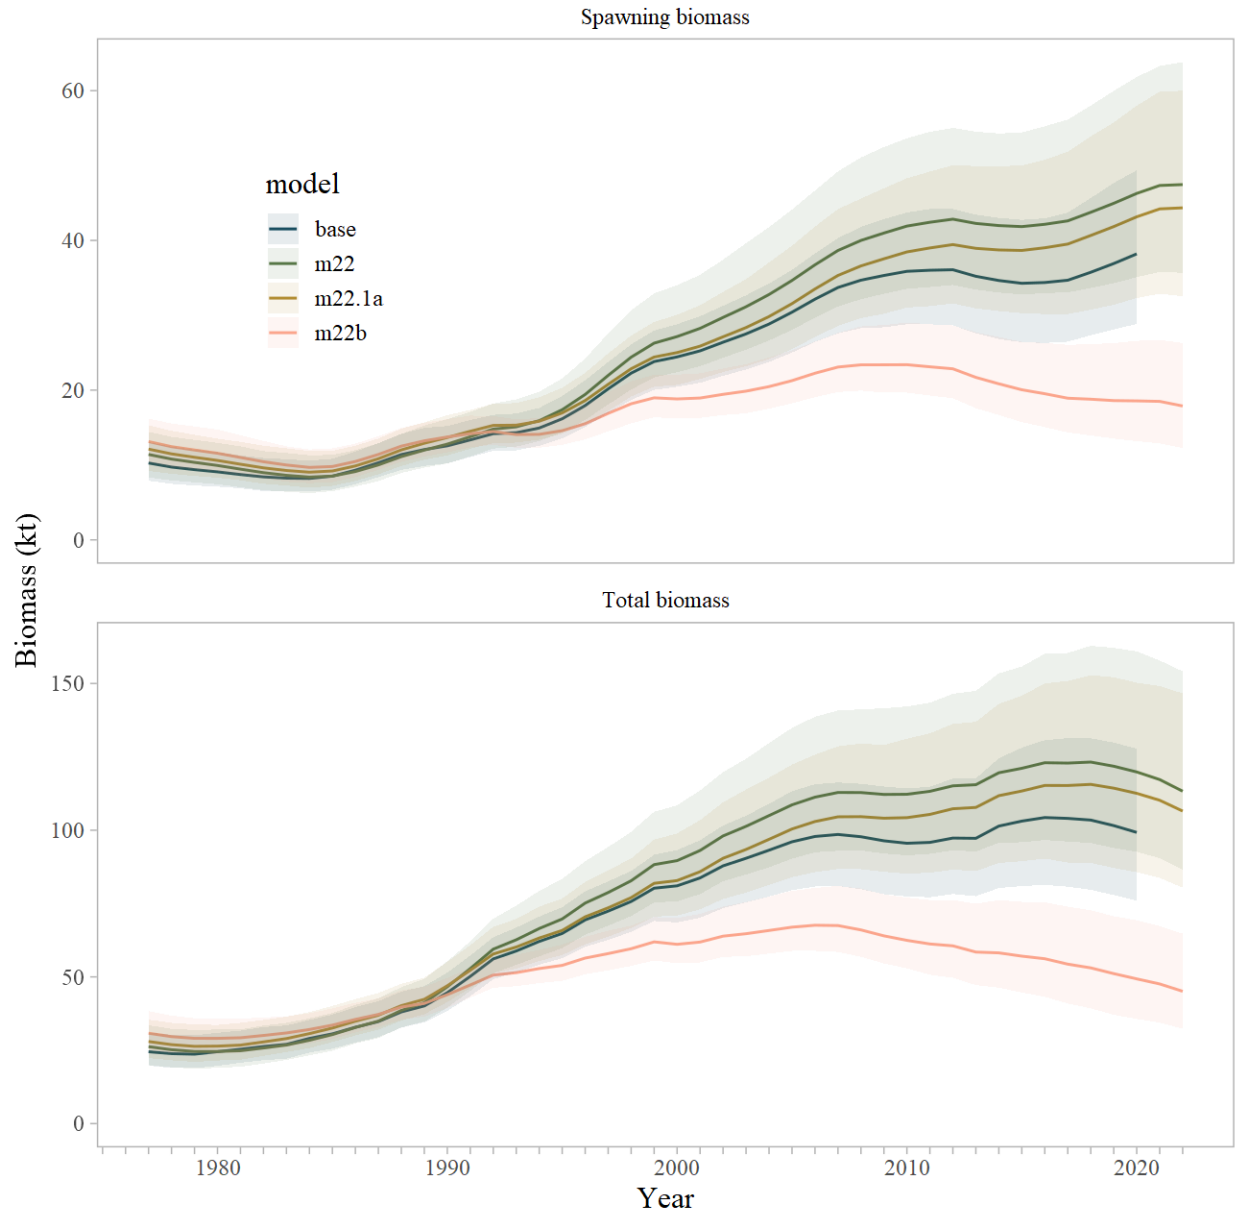 Spawning biomass
60
40
20
0
model
base
m22
m22.1a
m22b
Biomass (kt)
Total biomass
150
100
50
0
1980
1990
2000
2010
2020
Year